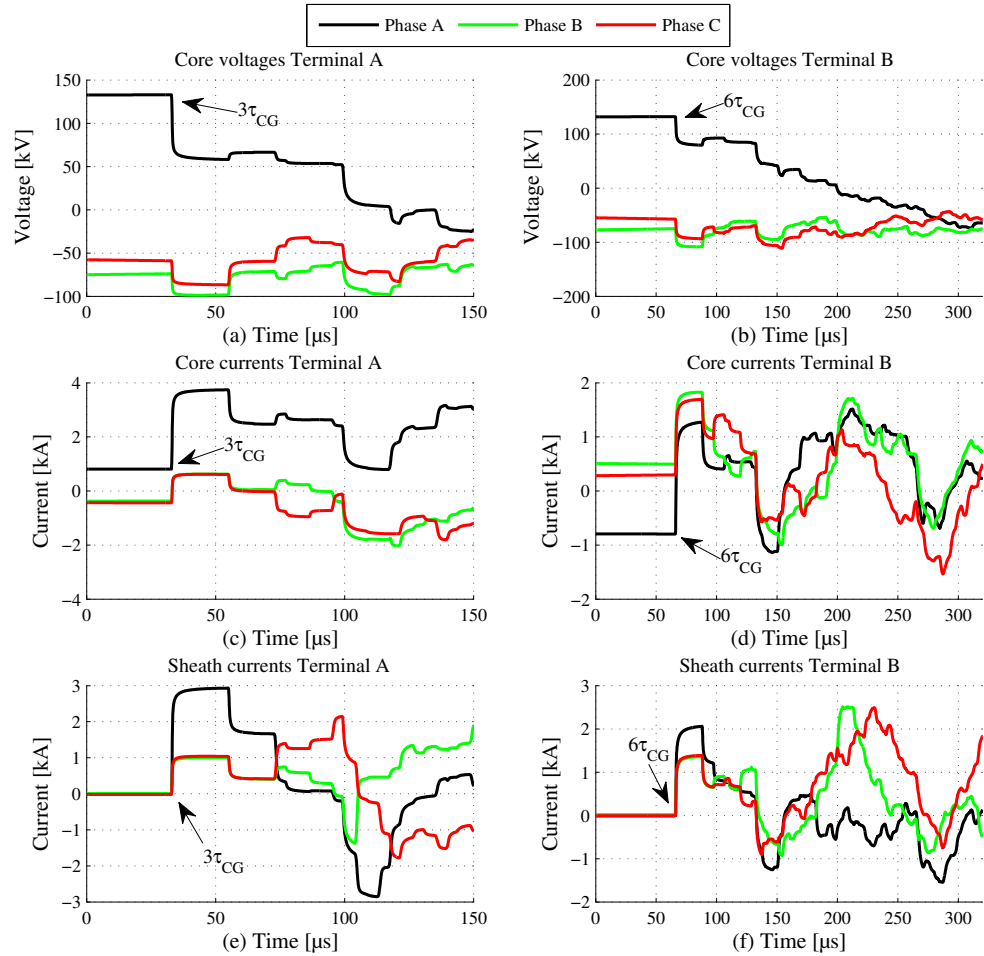 Phase A Phase B Phase C
Core voltages Terminal A
Voltage [kV]
150
100
50
0
−50
−100
3τCG
0 50 100 150
(a) Time [µs]
Core voltages Terminal B
Voltage [kV]
200
100
0
−100
−200
6τCG
0 50 100 150 200 250 300
(b) Time [µs]
Core currents Terminal A
Current [kA]
4
2
0
−2
−4
3τCG
0 50 100 150
(c) Time [µs]
Core currents Terminal B
Current [kA]
2
1
0
−1
2
6τCG
0 50 100 150 200 250 300
(d) Time [µs]
Sheath currents Terminal A
Current [kA]
3
2
1
0
−1
−2
−3
3τCG
0 50 100 150
(e) Time [µs]
Sheath currents Terminal B
Current [kA]
3
2
1
0
−1
2
6τCG
0 50 100 150 200 250 300
(f) Time [µs]